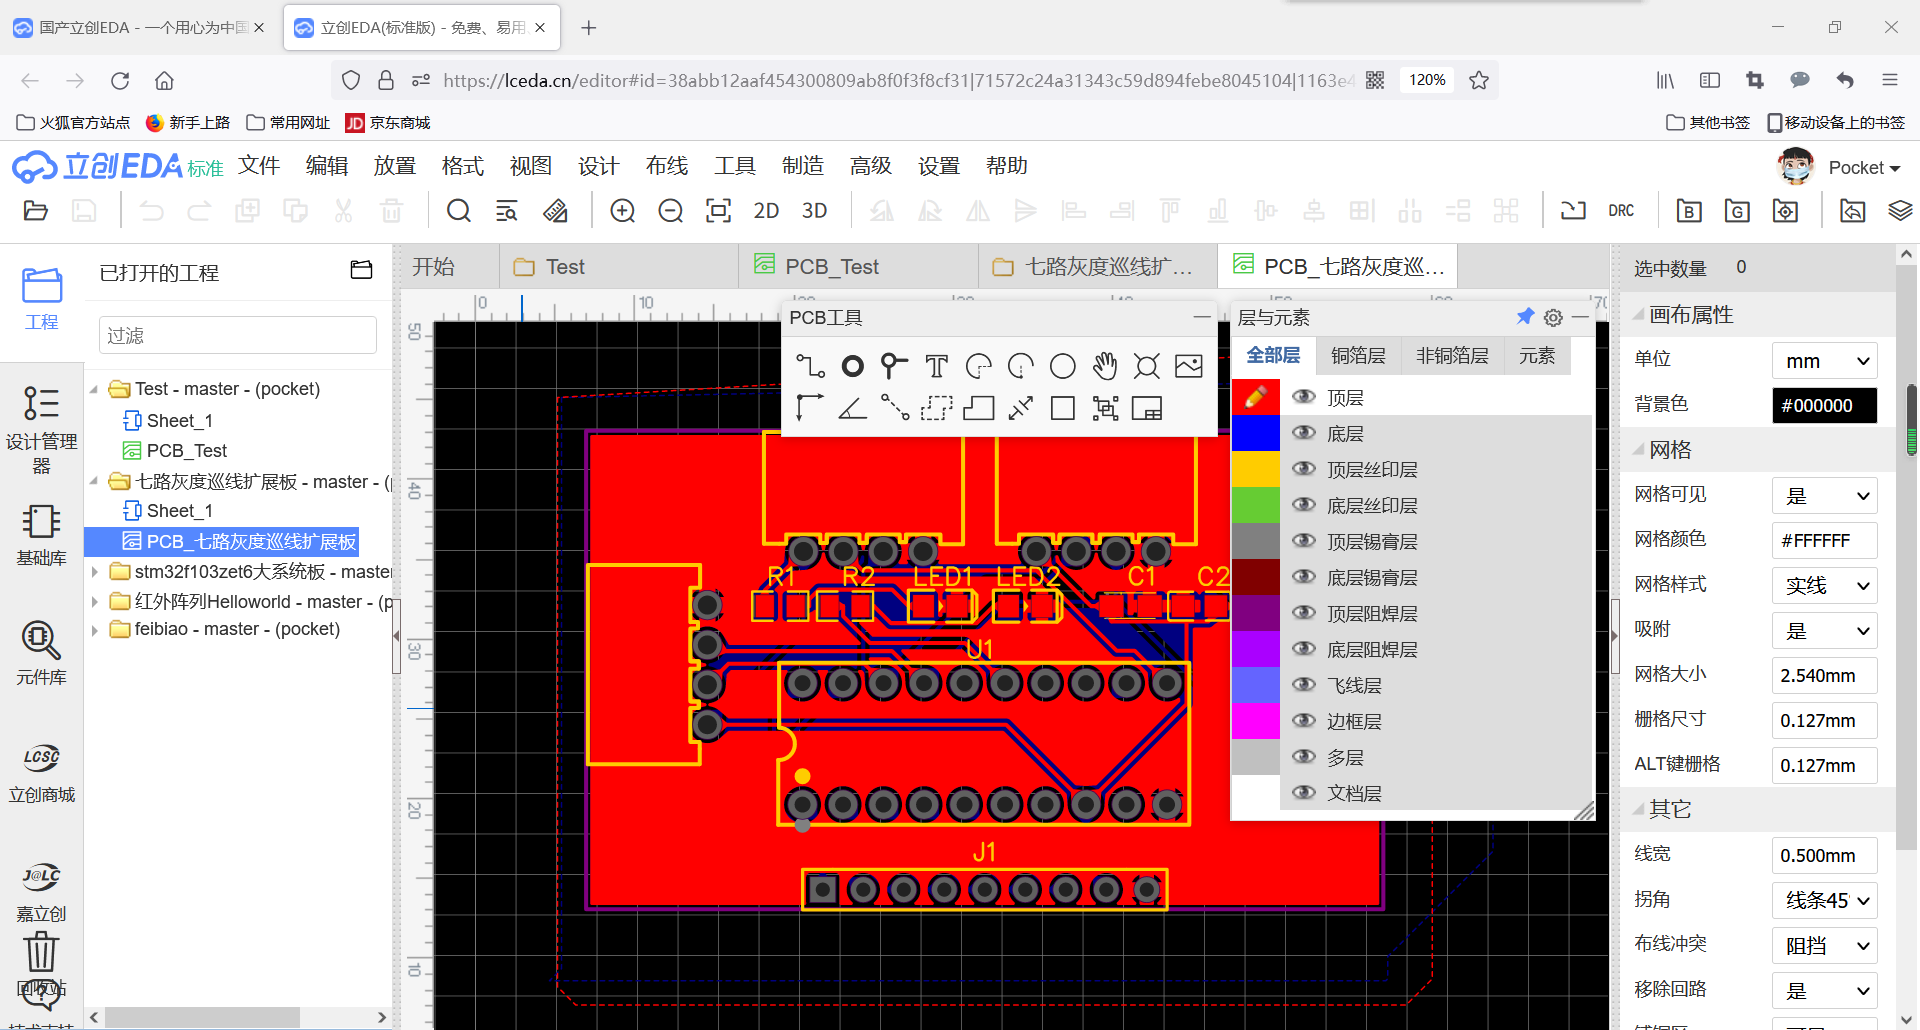 国产立创EDA - 一个用心为中国
立创EDA(标准版) - 免费、易用
https://lceda.cn/editor#id=38abb12aaf454300809ab8f0f3f8cf31|71572c24a31343c59d894febe8045104|1163e4
120%
火狐官方站点
新手上路
常用网址
JD 京东商城
其他书签
移动设备上的书签
立创EDA 标准
文件 编辑 放置 格式 视图 设计 布线 工具 制造 高级 设置 帮助
Pocket
2D 3D
DRC
B G
工程
设计管理器
基础库
元件库
LCSC
立创商城
J@LC
嘉立创
回收站
已打开的工程
过滤
Test - master - (pocket)
Sheet_1
PCB_Test
七路灰度巡线扩展板 - master - (p
Sheet_1
PCB_七路灰度巡线扩展板
stm32f103zet6大系统板 - master
红外阵列Helloworld - master - (p
feibiao - master - (pocket)
开始
Test
PCB_Test
七路灰度巡线扩...
PCB_七路灰度巡...
0 10
50
40
30
20
10
PCB工具
R1 R2 LED1 LED2 C1 C2
U1
J1
层与元素
全部层 铜箔层 非铜箔层 元素
顶层
底层
顶层丝印层
底层丝印层
顶层锡膏层
底层锡膏层
顶层阻焊层
底层阻焊层
飞线层
边框层
多层
文档层
选中数量 0
画布属性
单位 mm
背景色 #000000
网格
网格可见 是
网格颜色 #FFFFFF
网格样式 实线
吸附 是
网格大小 2.540mm
栅格尺寸 0.127mm
ALT键栅格 0.127mm
其它
线宽 0.500mm
拐角 线条45°
布线冲突 阻挡
移除回路 是